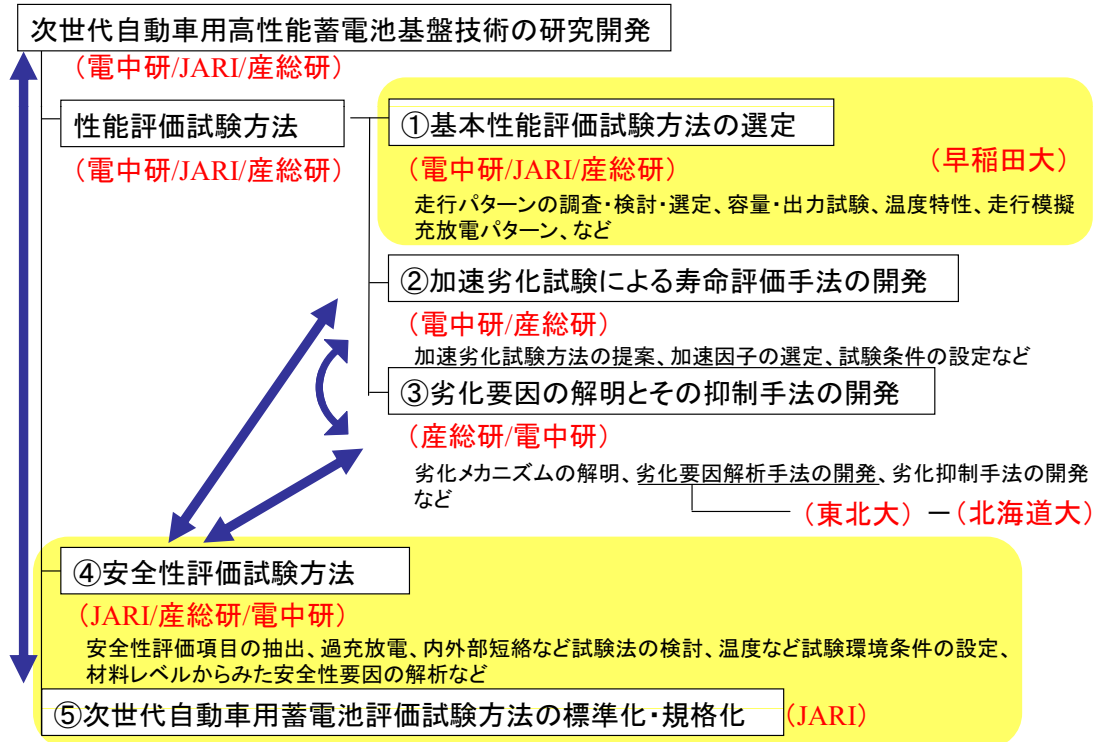 次世代自動車用高性能蓄電池基盤技術の研究開発
（電中研/JARI/産総研）
性能評価試験方法
（電中研/JARI/産総研）
①基本性能評価試験方法の選定
（電中研/JARI/産総研）
（早稲田大）
走行パターンの調査・検討・選定、容量・出力試験、温度特性、走行模擬
充放電パターン、など
②加速劣化試験による寿命評価手法の開発
（電中研/産総研）
加速劣化試験方法の提案、加速因子の選定、試験条件の設定など
③劣化要因の解明とその抑制手法の開発
（産総研/電中研）
劣化メカニズムの解明、劣化要因解析手法の開発、劣化抑制手法の開発
など
（東北大）－（北海道大）
④安全性評価試験方法
（JARI/産総研/電中研）
安全性評価項目の抽出、過充放電、内外部短絡など試験法の検討、温度など試験環境条件の設定、
材料レベルからみた安全性要因の解析など
⑤次世代自動車用蓄電池評価試験方法の標準化・規格化
（JARI）